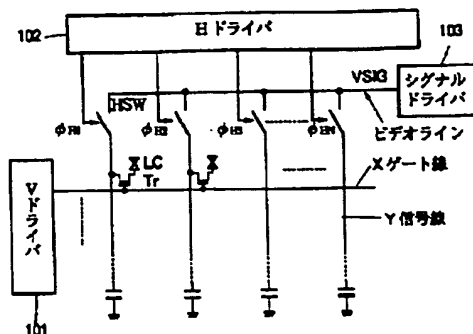 102
Hドライバ
103
シグナル
ドライバ
VSIG
HSW
ビデオライン
φH1
φH2
φH3
φHN
LC
Tr
Xゲート線
Vドライバ
Y信号線
101